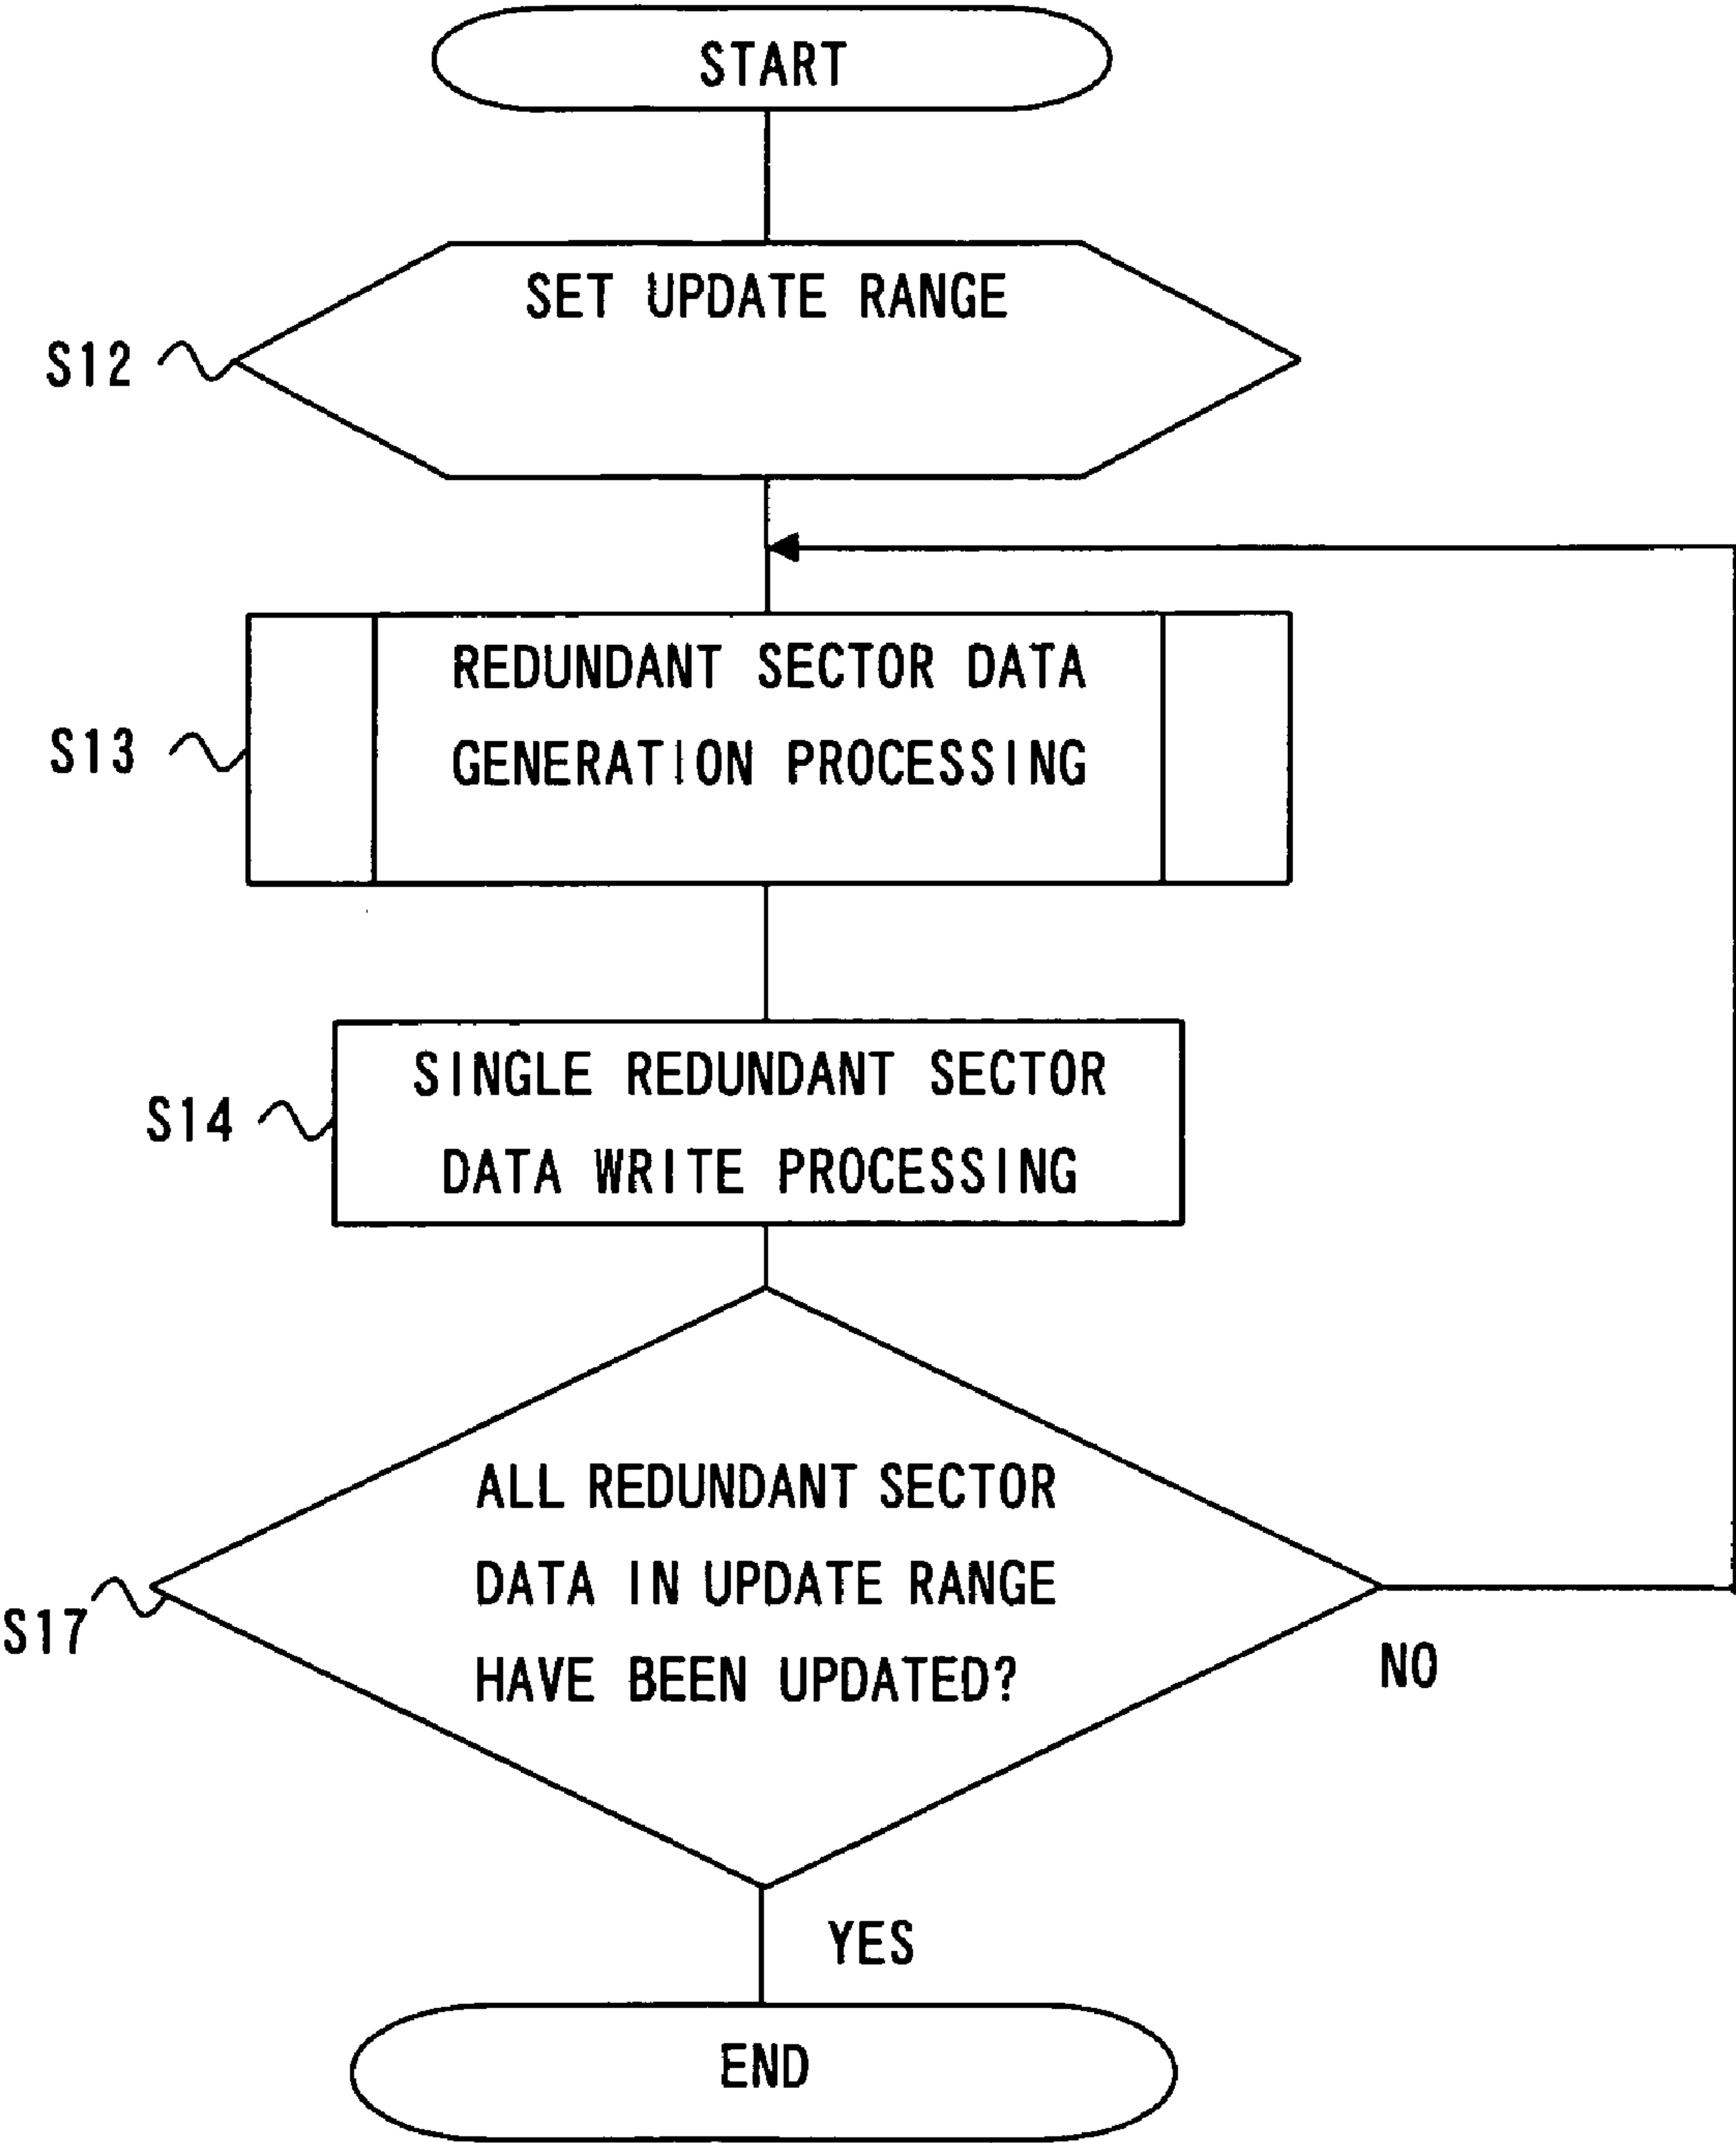 START
SET UPDATE RANGE
S12
REDUNDANT SECTOR DATA
GENERATION PROCESSING
S13
SINGLE REDUNDANT SECTOR
DATA WRITE PROCESSING
S14
ALL REDUNDANT SECTOR
DATA IN UPDATE RANGE
HAVE BEEN UPDATED?
S17
NO
YES
END